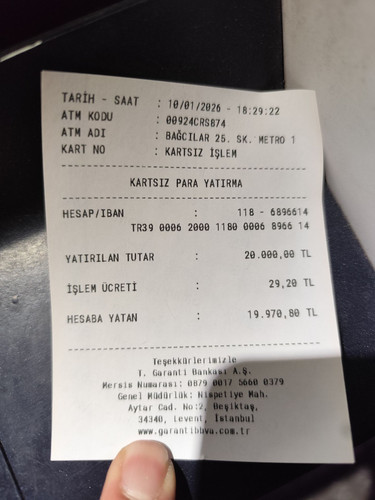 TARİH - SAAT : 10/01/2026 - 18:29:22
ATM KODU : 00924CRS874
ATM ADI : BAĞCILAR 25. SK. METRO 1
KART NO : KARTSIZ İŞLEM
KARTSIZ PARA YATIRMA
HESAP/IBAN : 118 - 6896614
TR39 0006 2000 1180 0006 8966 14
YATIRILAN TUTAR : 20.000,00 TL
İŞLEM ÜCRETİ : 29,20 TL
HESABA YATAN : 19.970,80 TL
Teşekkürlerimizle
T. Garanti Bankası A.Ş.
Mersis Numarası: 0879 0017 5660 0379
Genel Müdürlük: Nispetiye Mah.
Aytar Cad. No:2, Beşiktaş,
34340, Levent, İstanbul
www.garantibbva.com.tr